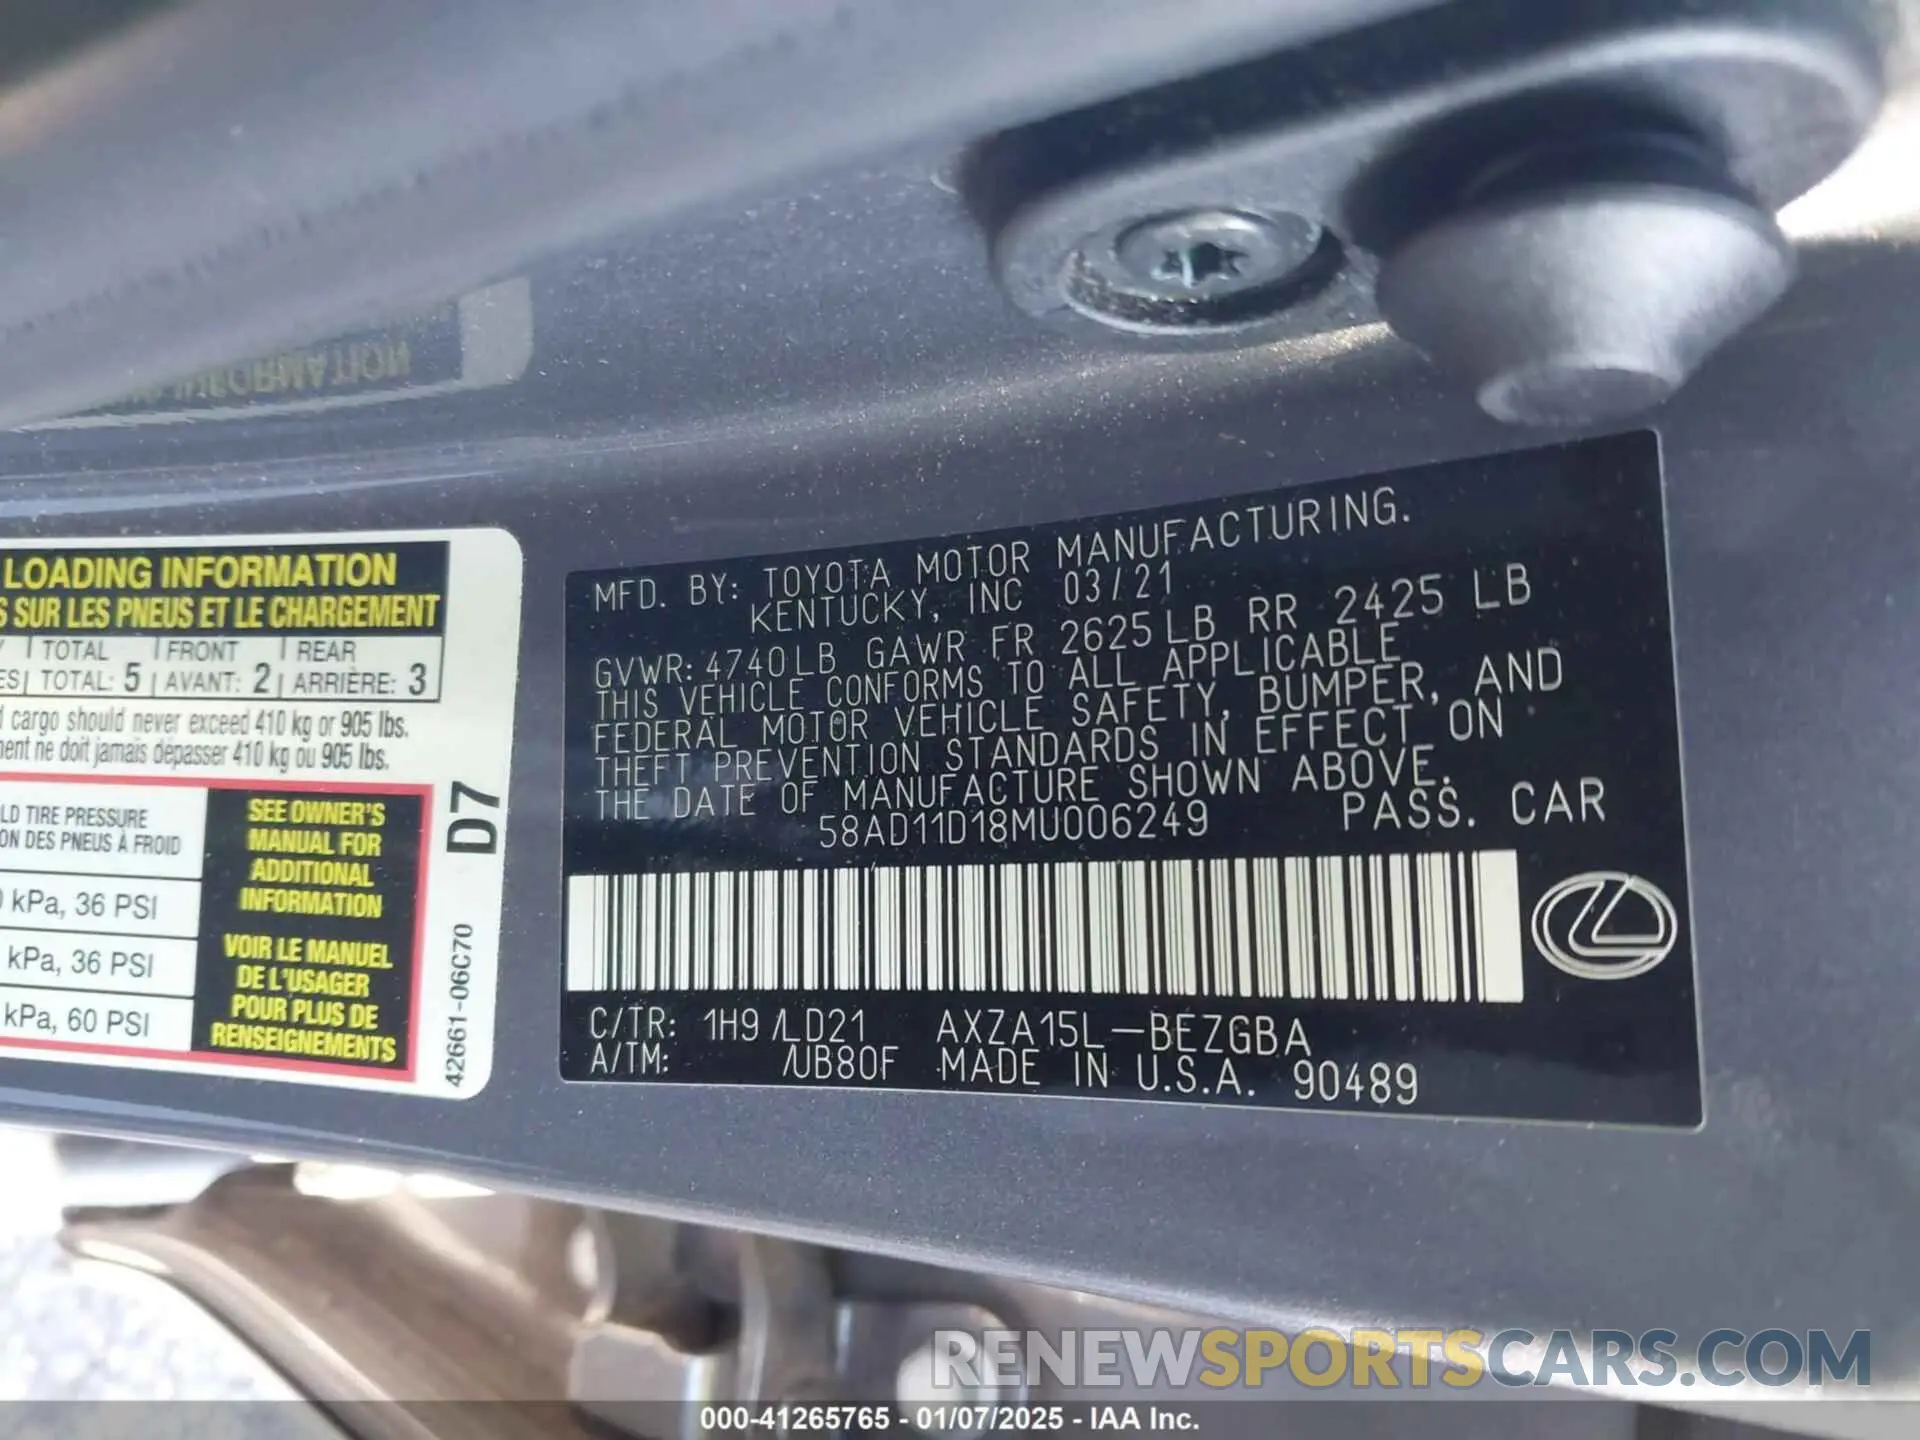 NOITAMROFNI
LOADING INFORMATION
SUR LES PNEUS ET LE CHARGEMENT
TOTAL FRONT REAR
TOTAL: 5 AVANT: 2 ARRIÈRE: 3
cargo should never exceed 410 kg or 905 lbs.
ne doit jamais dépasser 410 kg ou 905 lbs.
TIRE PRESSURE
DES PNEUS À FROID
kPa, 36 PSI
kPa, 36 PSI
kPa, 60 PSI
SEE OWNER'S
MANUAL FOR
ADDITIONAL
INFORMATION
VOIR LE MANUEL
DE L'USAGER
POUR PLUS DE
RENSEIGNEMENTS
D7
42661-06C70
MFD. BY: TOYOTA MOTOR MANUFACTURING.
KENTUCKY, INC 03/21
GVWR: 4740LB GAWR FR 2625LB RR 2425 LB
THIS VEHICLE CONFORMS TO ALL APPLICABLE
FEDERAL MOTOR VEHICLE SAFETY, BUMPER, AND
THEFT PREVENTION STANDARDS IN EFFECT ON
THE DATE OF MANUFACTURE SHOWN ABOVE.
58AD11D18MU006249 PASS. CAR
C/TR: 1H9/LD21 AXZA15L-BEZGBA
A/TM: /UB80F MADE IN U.S.A. 90489
RENEWSPORTSCARS.COM
000-41265765 - 01/07/2025 - IAA Inc.